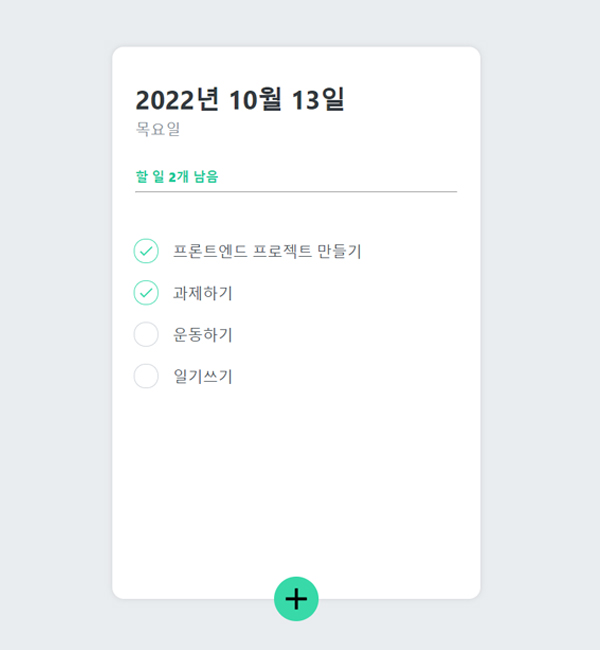 2022년 10월 13일
목요일
할 일 2개 남음
프론트엔드 프로젝트 만들기
과제하기
운동하기
일기쓰기